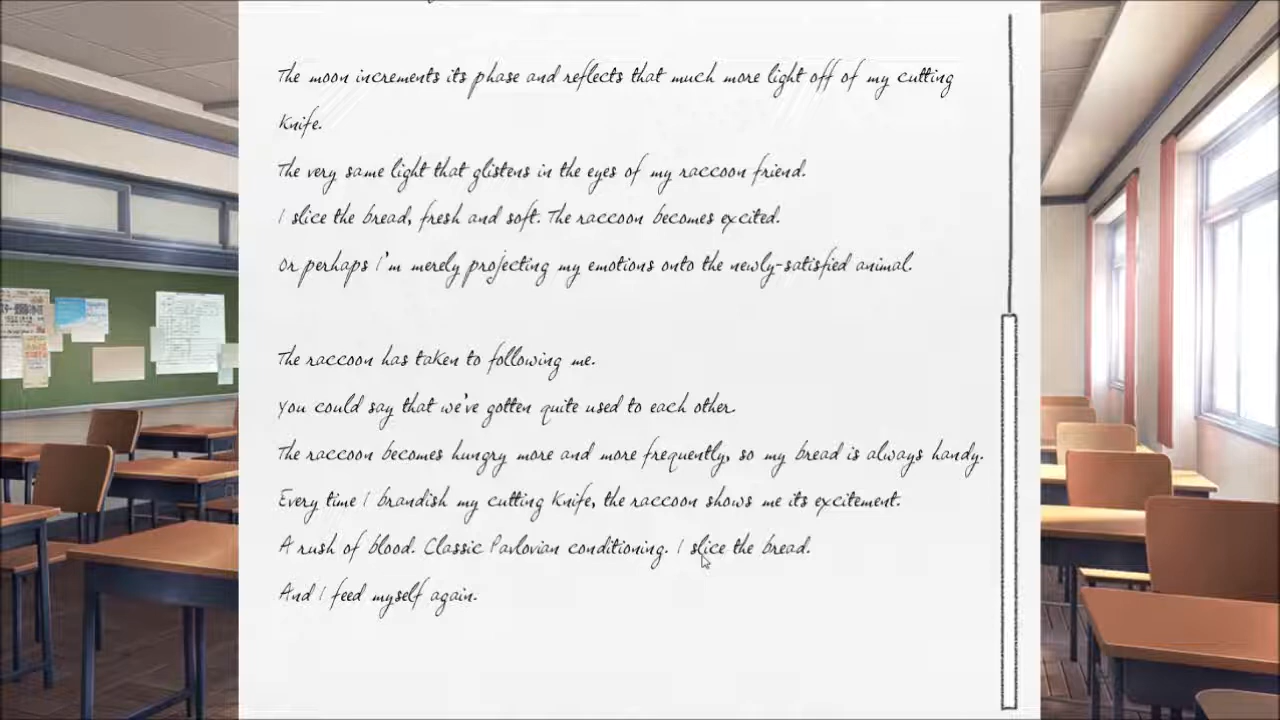 The moon increments its phase and reflects that much more light off of my cutting
knife.
The very same light that glistens in the eyes of my raccoon friend.
I slice the bread, fresh and soft. The raccoon becomes excited.
Or perhaps I'm merely projecting my emotions onto the newly-satisfied animal.
The raccoon has taken to following me.
You could say that we've gotten quite used to each other.
The raccoon becomes hungry more and more frequently, so my bread is always handy.
Every time I brandish my cutting knife, the raccoon shows me its excitement.
A rush of blood. Classic Pavlovian conditioning. I slice the bread.
And I feed myself again.